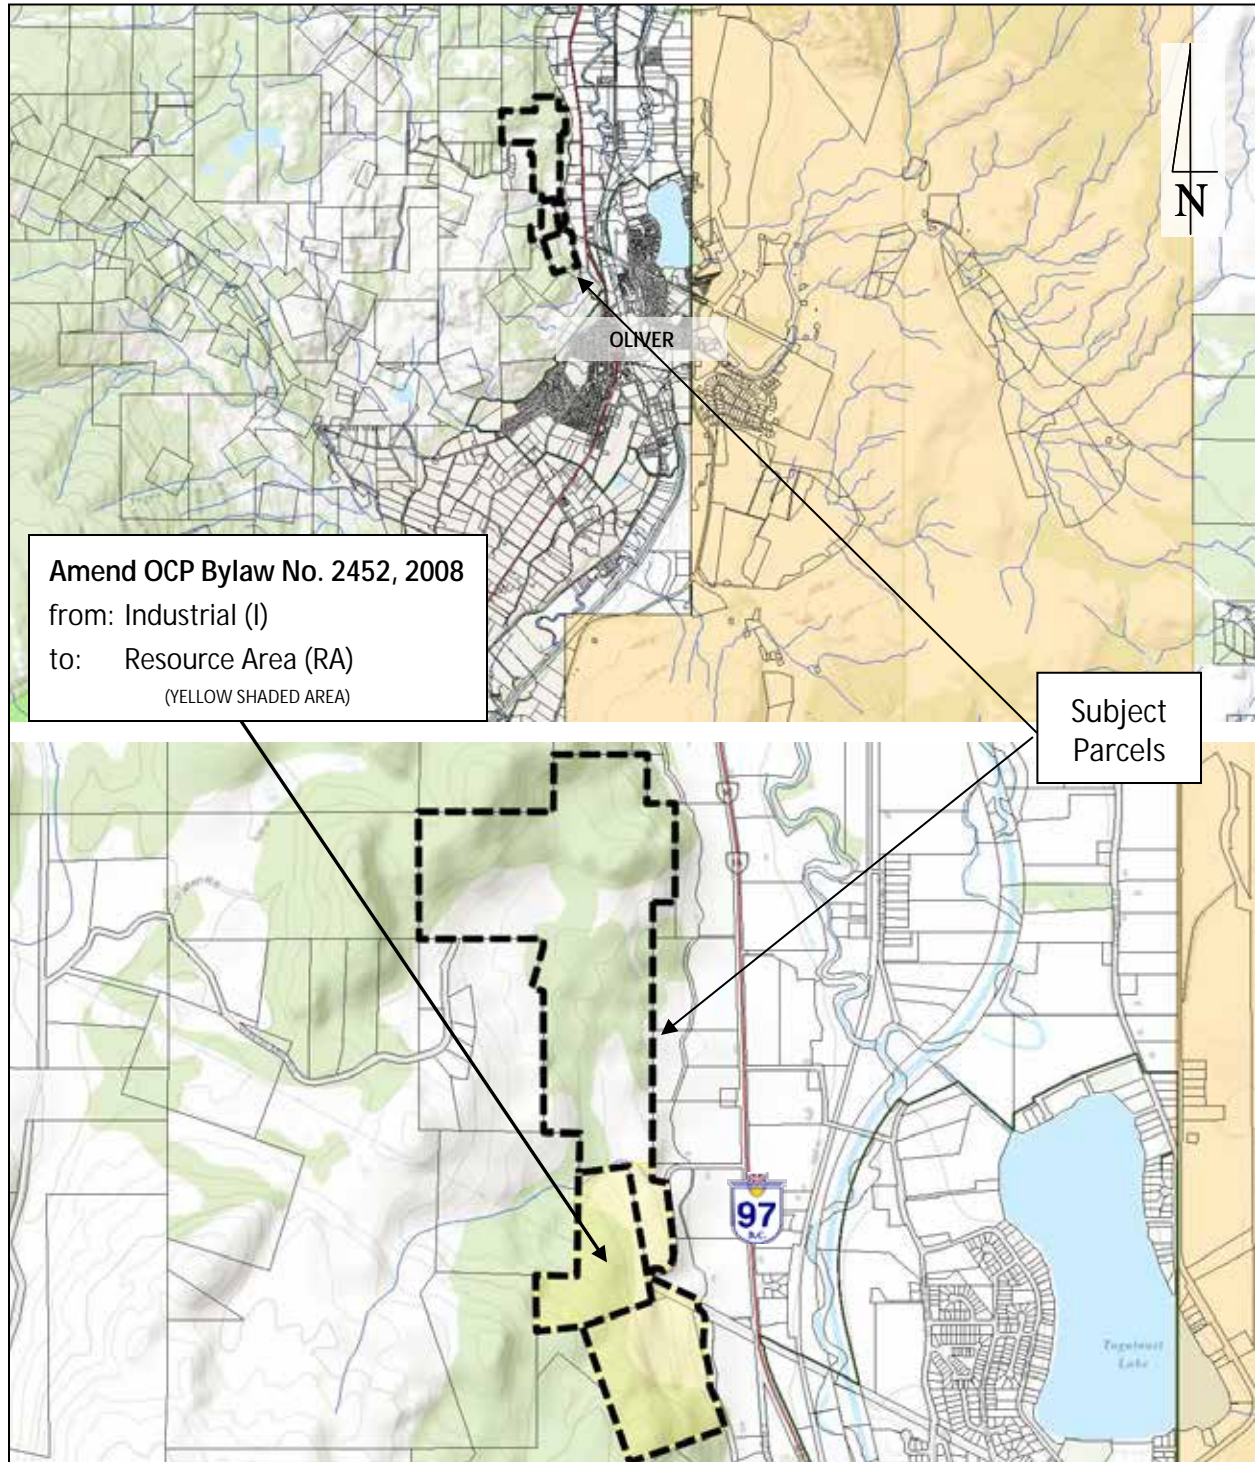 N
OLIVER
Amend OCP Bylaw No. 2452, 2008
from: Industrial (I)
to: Resource Area (RA)
(YELLOW SHADED AREA)
Subject
Parcels
97
B.C.
Lake